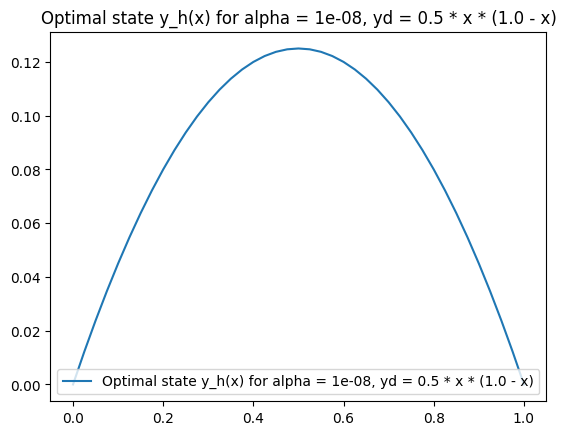 Optimal state y_h(x) for alpha = 1e-08, yd = 0.5 * x * (1.0 - x)
0.12
0.10
0.08
0.06
0.04
0.02
0.00
Optimal state y_h(x) for alpha = 1e-08, yd = 0.5 * x * (1.0 - x)
0.0 0.2 0.4 0.6 0.8 1.0